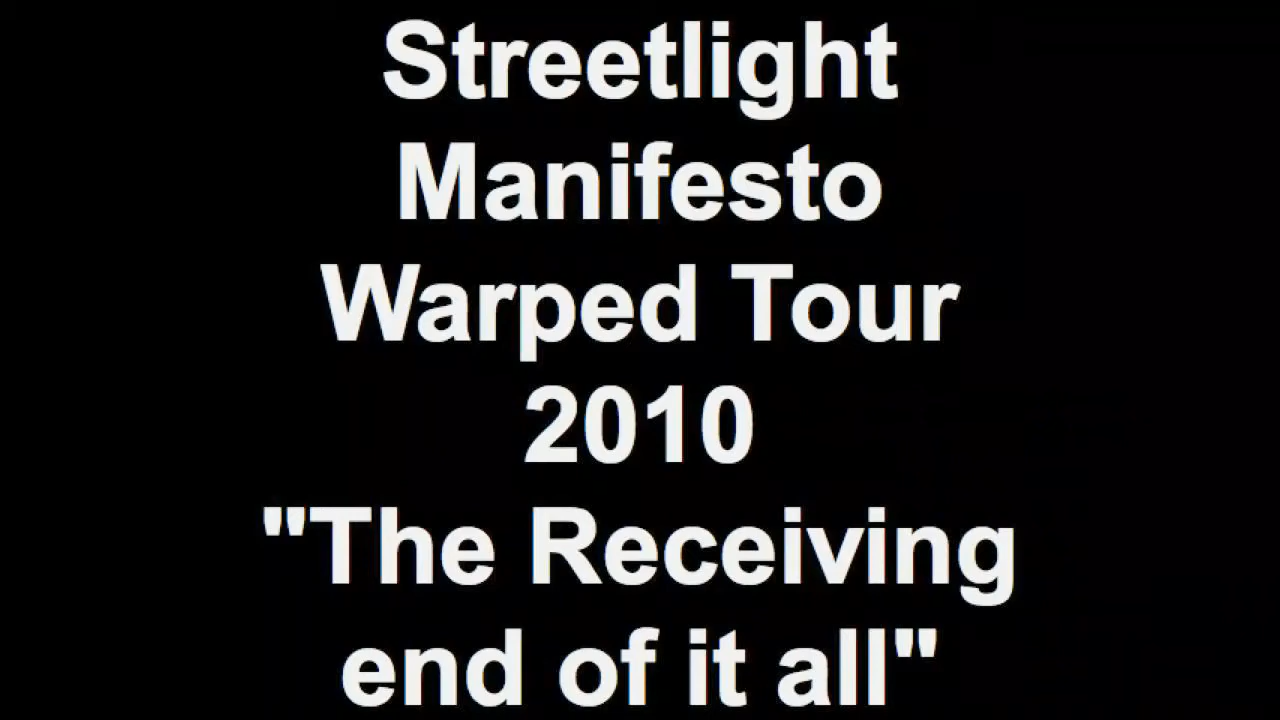 Streetlight
Manifesto
Warped Tour
2010
"The Receiving
end of it all"